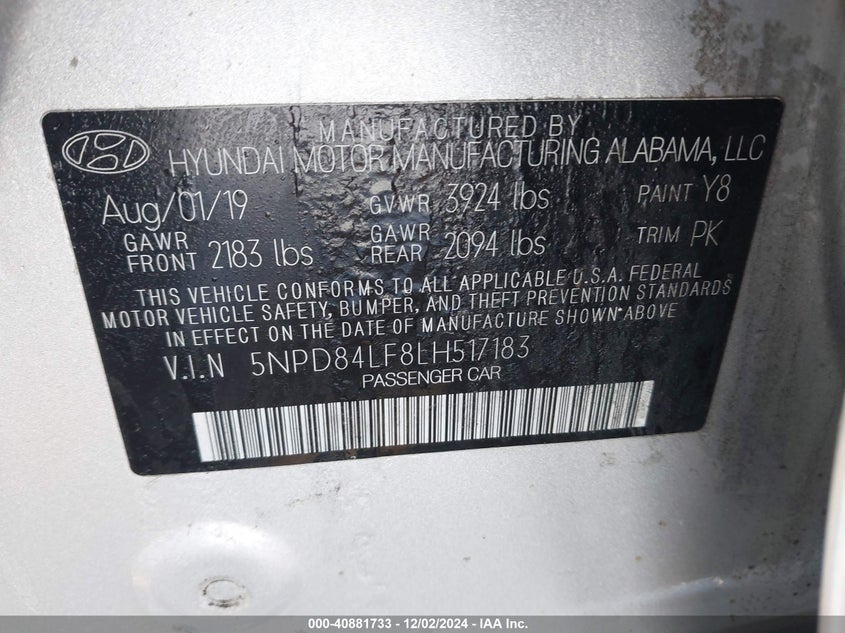 MANUFACTURED BY
HYUNDAI MOTOR MANUFACTURING ALABAMA, LLC
Aug/01/19 GVWR 3924 lbs PAINT Y8
GAWR FRONT 2183 lbs GAWR REAR 2094 lbs TRIM PK
THIS VEHICLE CONFORMS TO ALL APPLICABLE U.S.A. FEDERAL
MOTOR VEHICLE SAFETY, BUMPER, AND THEFT PREVENTION STANDARDS
IN EFFECT ON THE DATE OF MANUFACTURE SHOWN ABOVE
V.I.N 5NPD84LF8LH517183
PASSENGER CAR
000-40881733 - 12/02/2024 - IAA Inc.